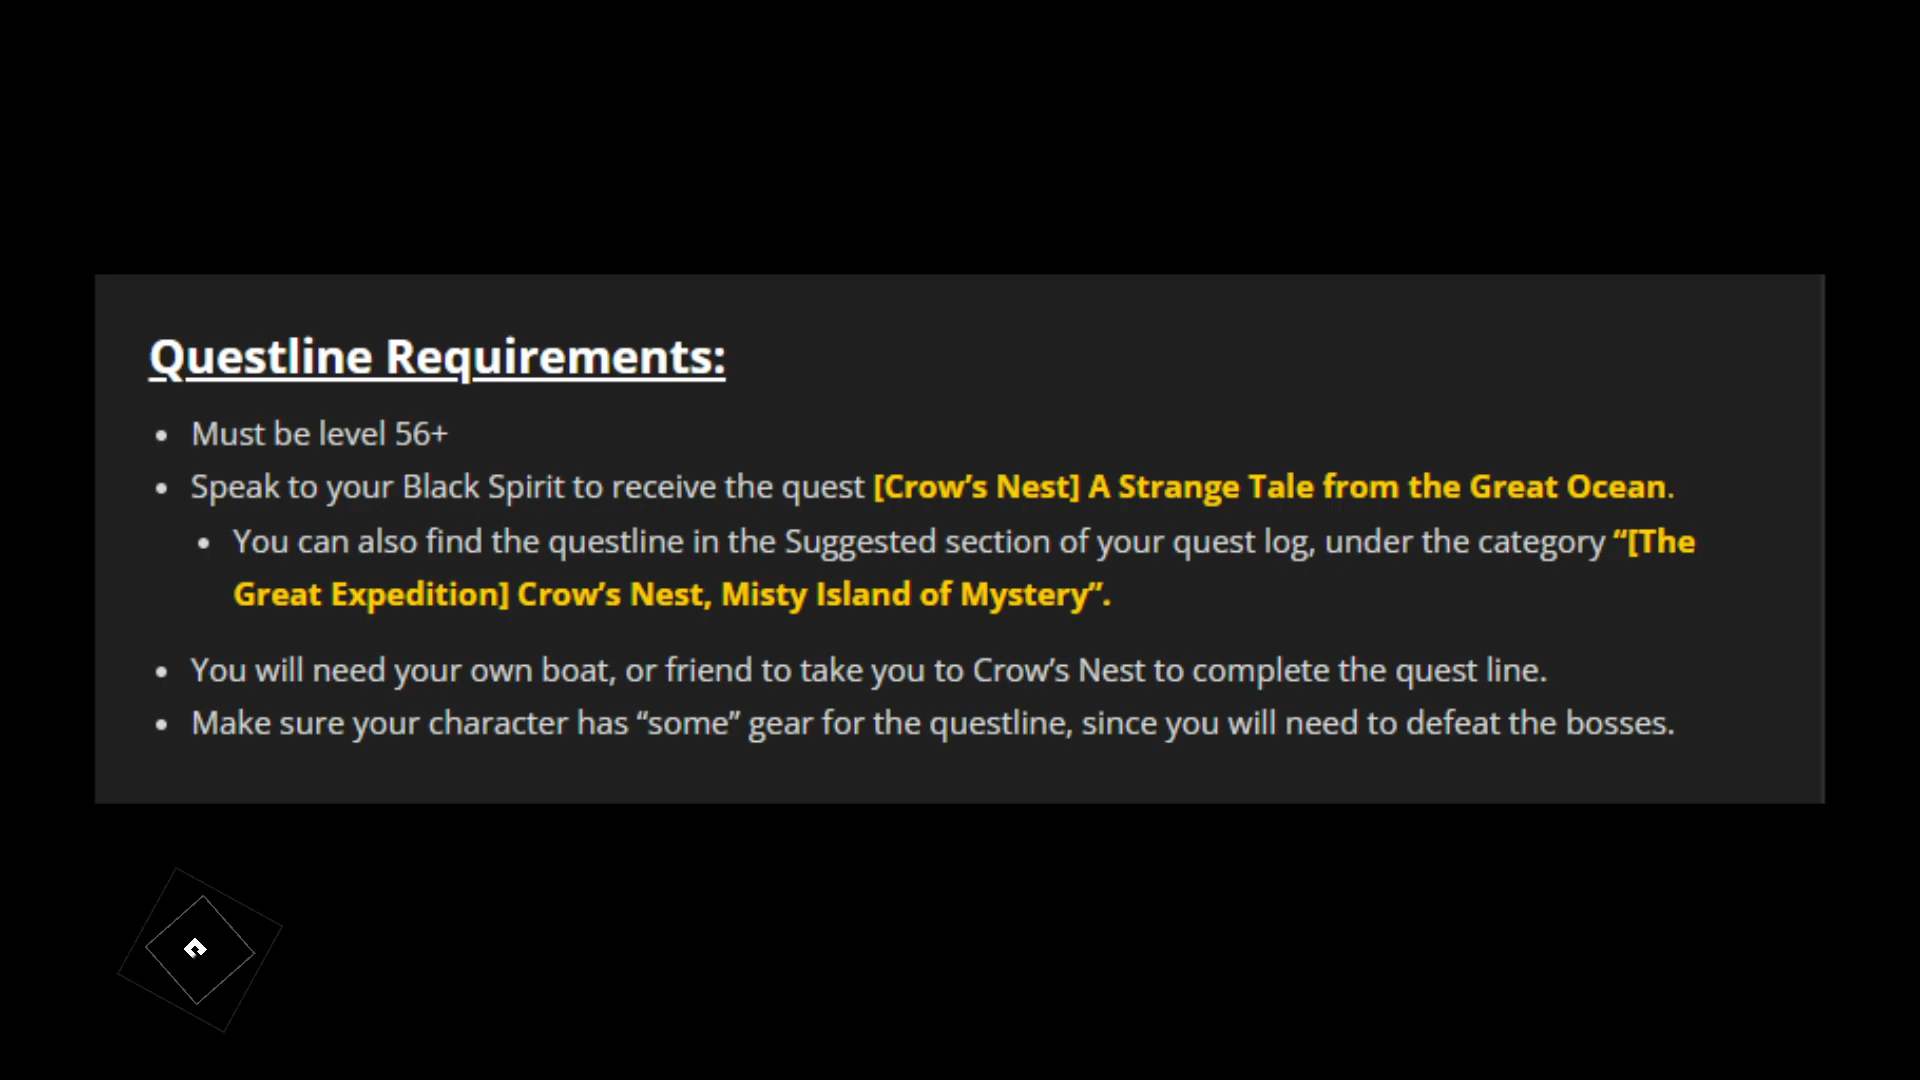 Questline Requirements:
• Must be level 56+
• Speak to your Black Spirit to receive the quest [Crow’s Nest] A Strange Tale from the Great Ocean.
• You can also find the questline in the Suggested section of your quest log, under the category “[The
Great Expedition] Crow’s Nest, Misty Island of Mystery”.
• You will need your own boat, or friend to take you to Crow’s Nest to complete the quest line.
• Make sure your character has “some” gear for the questline, since you will need to defeat the bosses.